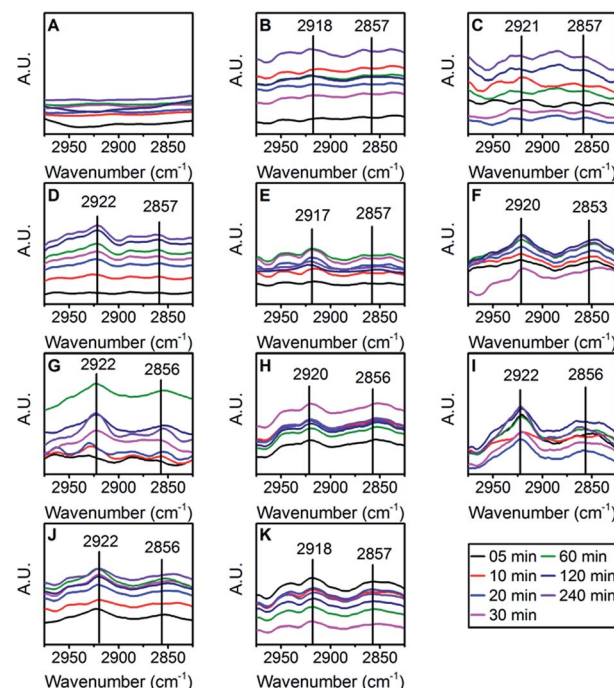 A
B
C
2918
2857
2921
2857
A.U.
A.U.
A.U.
2950
2900
2850
2950
2900
2850
2950
2900
2850
Wavenumber (cm⁻¹)
Wavenumber (cm⁻¹)
Wavenumber (cm⁻¹)
D
E
F
2922
2857
2917
2857
2920
2853
A.U.
A.U.
A.U.
2950
2900
2850
2950
2900
2850
2950
2900
2850
Wavenumber (cm⁻¹)
Wavenumber (cm⁻¹)
Wavenumber (cm⁻¹)
G
H
I
2922
2856
2920
2856
2922
2856
A.U.
A.U.
A.U.
2950
2900
2850
2950
2900
2850
2950
2900
2850
Wavenumber (cm⁻¹)
Wavenumber (cm⁻¹)
Wavenumber (cm⁻¹)
J
K
2922
2856
2918
2857
A.U.
A.U.
2950
2900
2850
2950
2900
2850
Wavenumber (cm⁻¹)
Wavenumber (cm⁻¹)
05 min
60 min
10 min
120 min
20 min
240 min
30 min